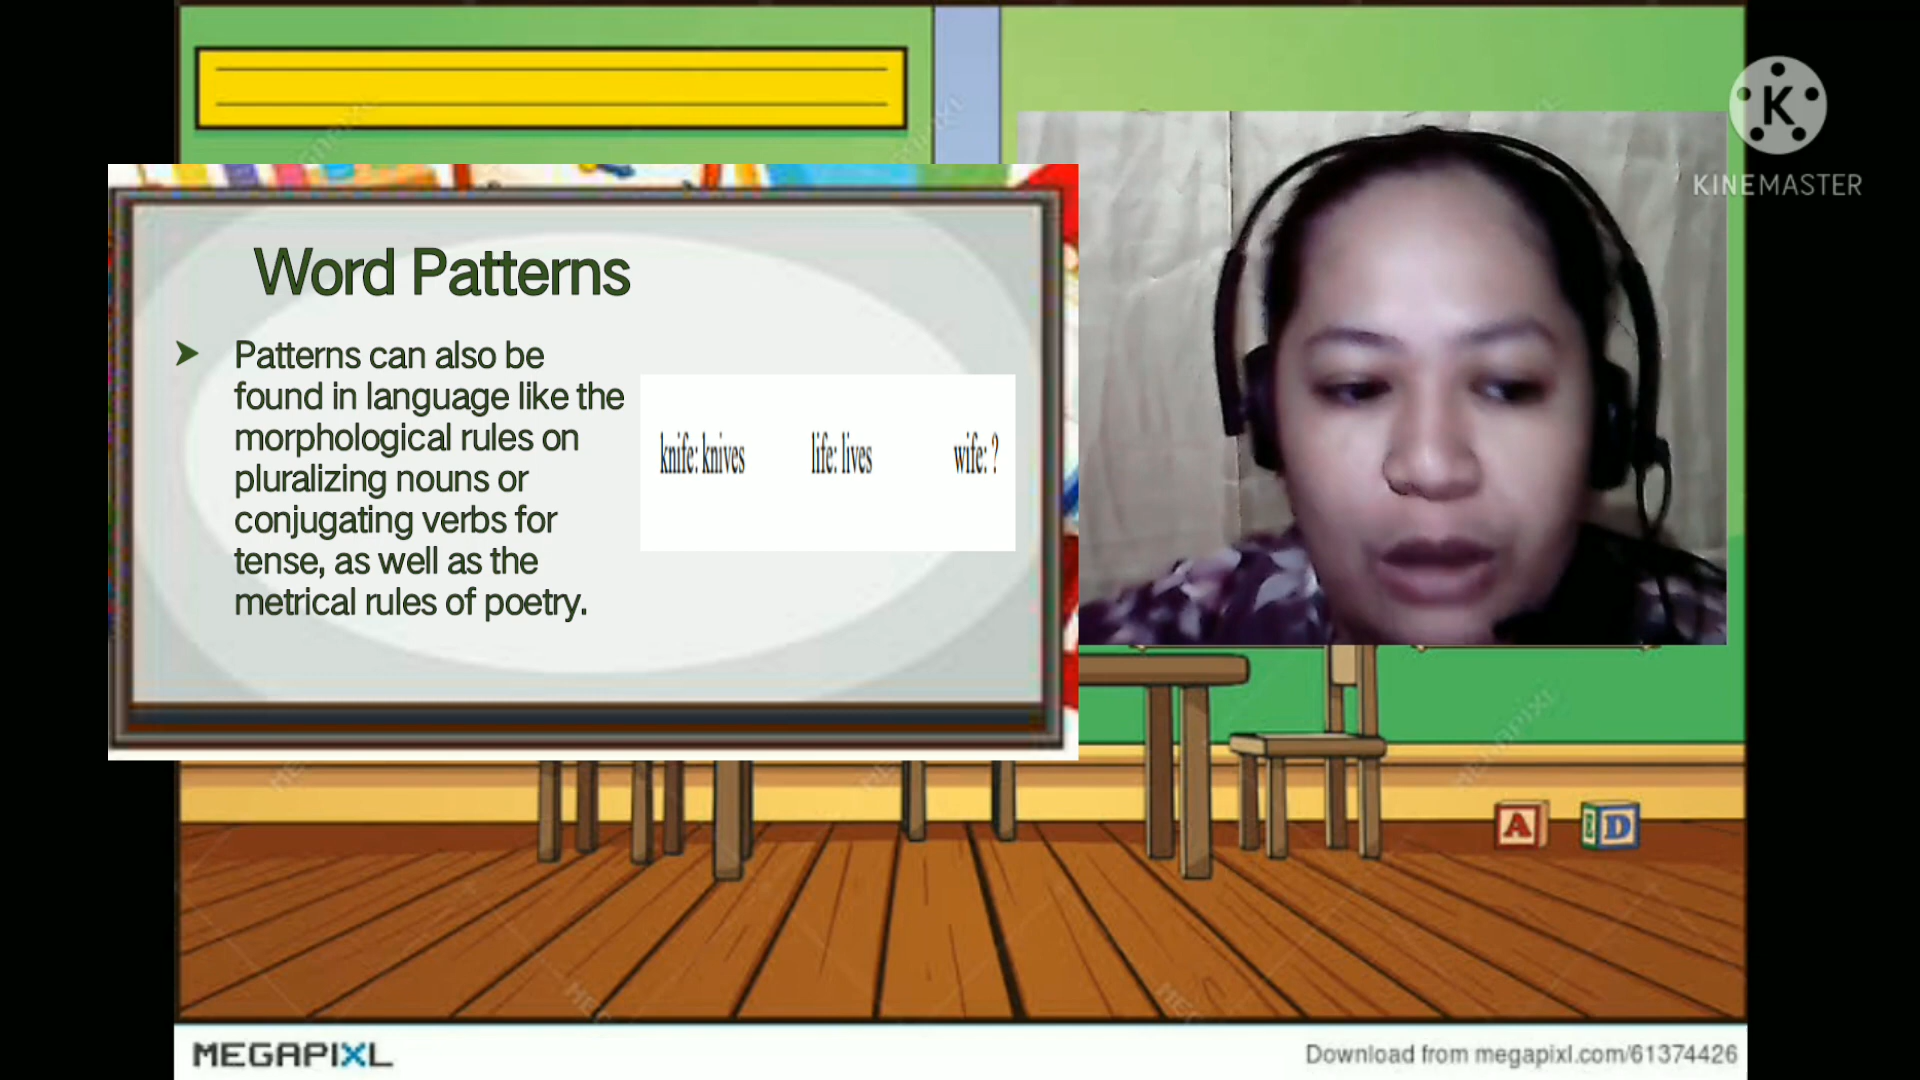 K
KINEMASTER
Word Patterns
Patterns can also be
found in language like the
morphological rules on
pluralizing nouns or
conjugating verbs for
tense, as well as the
metrical rules of poetry.
knife: knives life: lives wife: ?
A D
MEGAPIXL
Download from megapixl.com/61374426